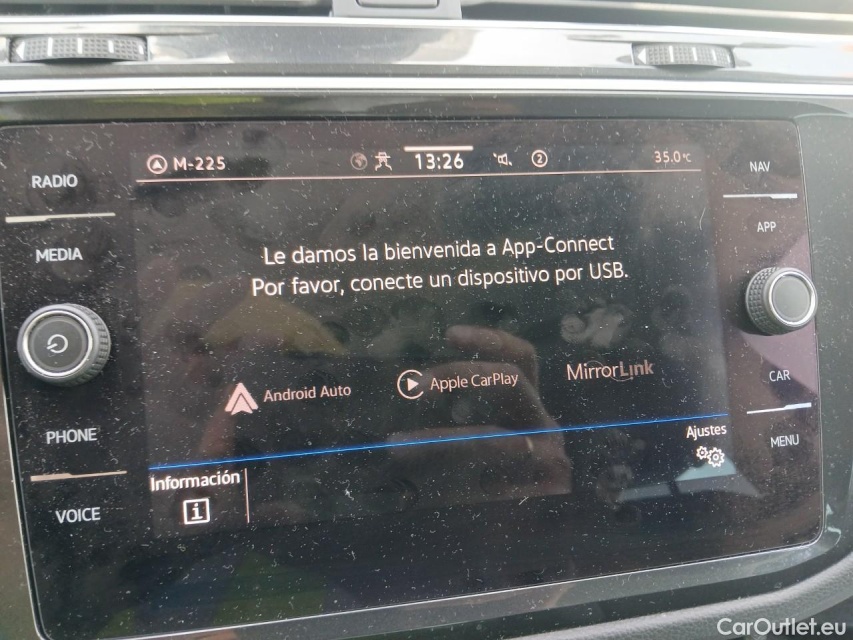 RADIO
MEDIA
PHONE
VOICE
M-225
13:26
2
35.0°C
Le damos la bienvenida a App-Connect
Por favor, conecte un dispositivo por USB.
Android Auto
Apple CarPlay
MirrorLink
Información
i
Ajustes
NAV
APP
CAR
MENU
CarOutlet.eu